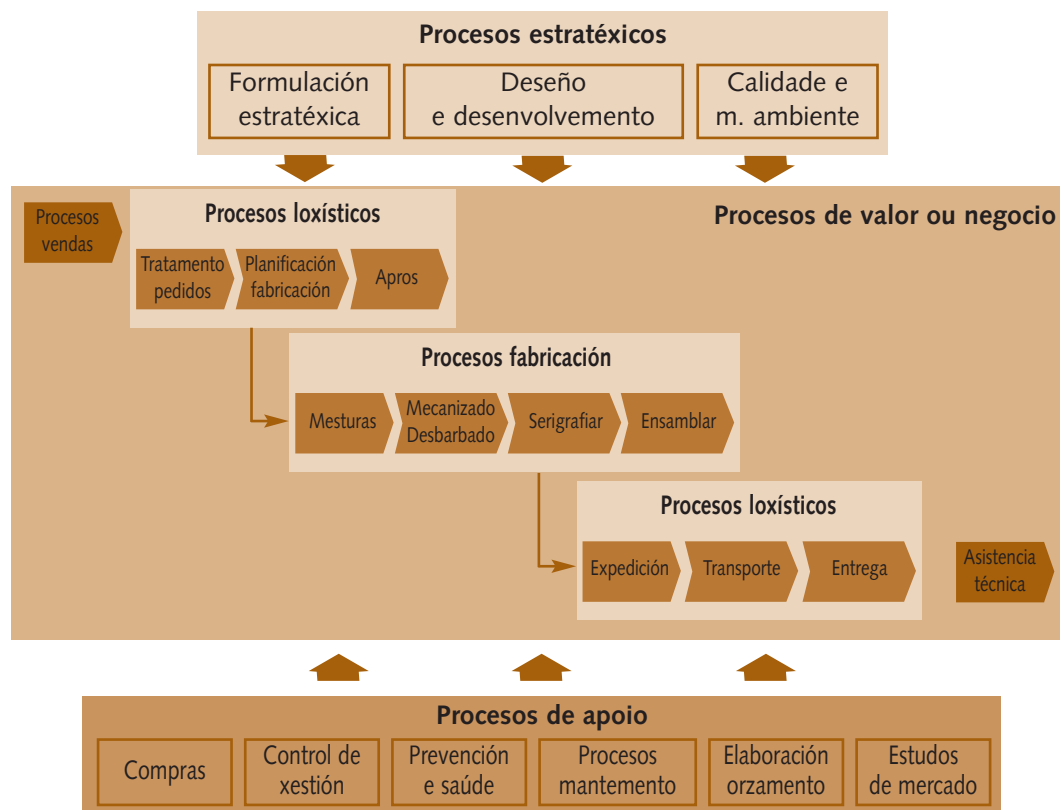 Procesos estratéxicos
Formulación
estratéxica
Deseño
e desenvolvemento
Calidade e
m. ambiente
Procesos de valor ou negocio
Procesos
vendas
Procesos loxísticos
Tratamento
pedidos
Planificación
fabricación
Apros
Procesos fabricación
Mesturas
Mecanizado
Desbarbado
Serigrafiar
Ensamblar
Procesos loxísticos
Expedición
Transporte
Entrega
Asistencia
técnica
Procesos de apoio
Compras
Control de
xestión
Prevención
e saúde
Procesos
mantemento
Elaboración
orzamento
Estudos
de mercado